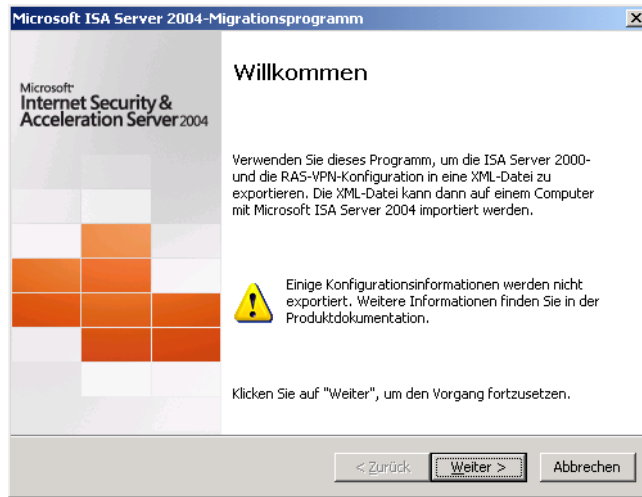 Microsoft ISA Server 2004-Migrationsprogramm
Microsoft
Internet Security &
Acceleration Server 2004
Willkommen
Verwenden Sie dieses Programm, um die ISA Server 2000-
und die RAS-VPN-Konfiguration in eine XML-Datei zu
exportieren. Die XML-Datei kann dann auf einem Computer
mit Microsoft ISA Server 2004 importiert werden.
Einige Konfigurationsinformationen werden nicht
exportiert. Weitere Informationen finden Sie in der
Produktdokumentation.
Klicken Sie auf "Weiter", um den Vorgang fortzusetzen.
< Zurück
Weiter >
Abbrechen